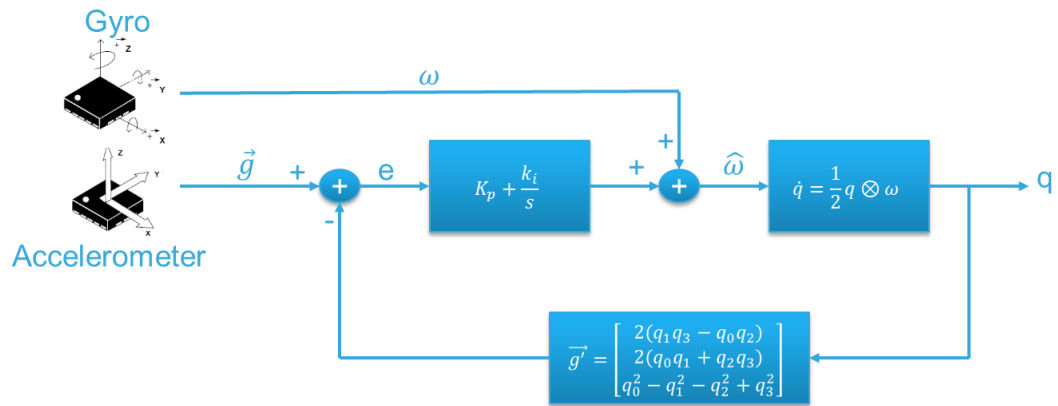 Gyro
+
Z
+
Y
+
X
ω
+
Z
Y
X
Accelerometer
g⃗
+
+
-
e
K_p + k_i/s
+
+
ω̂
q̇ = 1/2 q ⊗ ω
q
g'⃗ = [2(q₁q₃ − q₀q₂)
2(q₀q₁ + q₂q₃)
q₀² − q₁² − q₂² + q₃²]